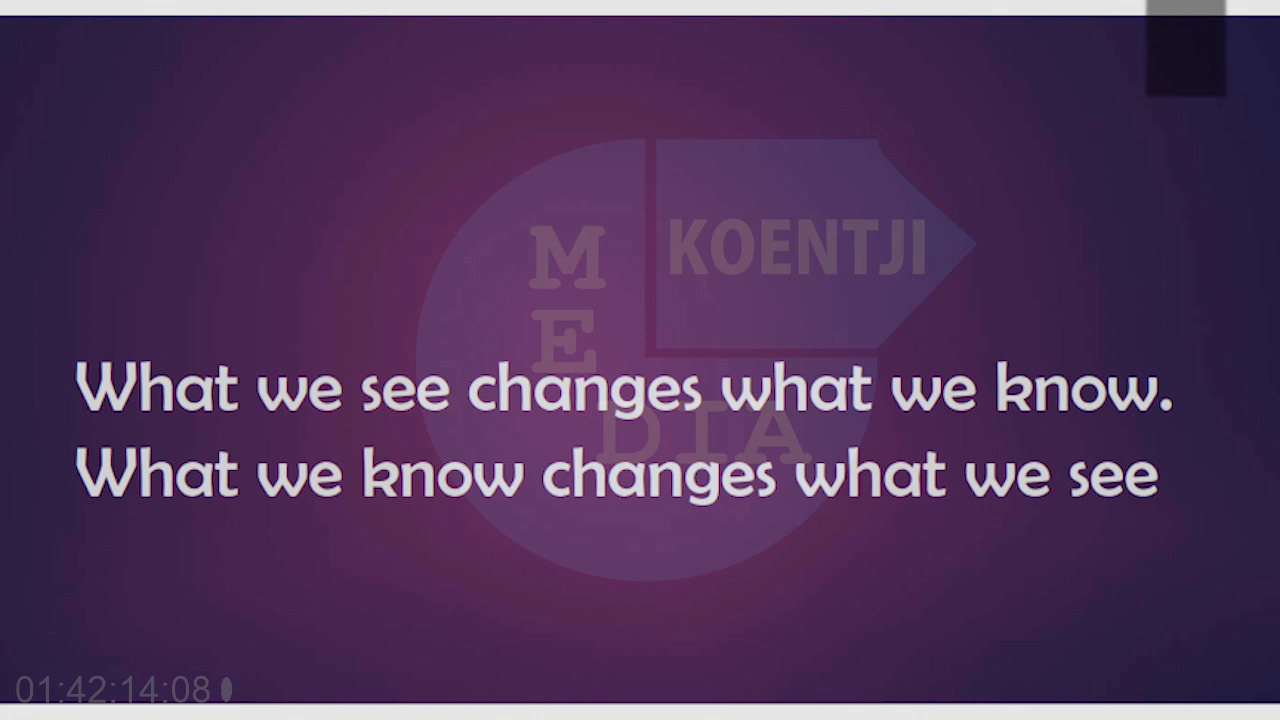 KOENTJI
M
E
DIA
What we see changes what we know.
What we know changes what we see
01:42:14:08